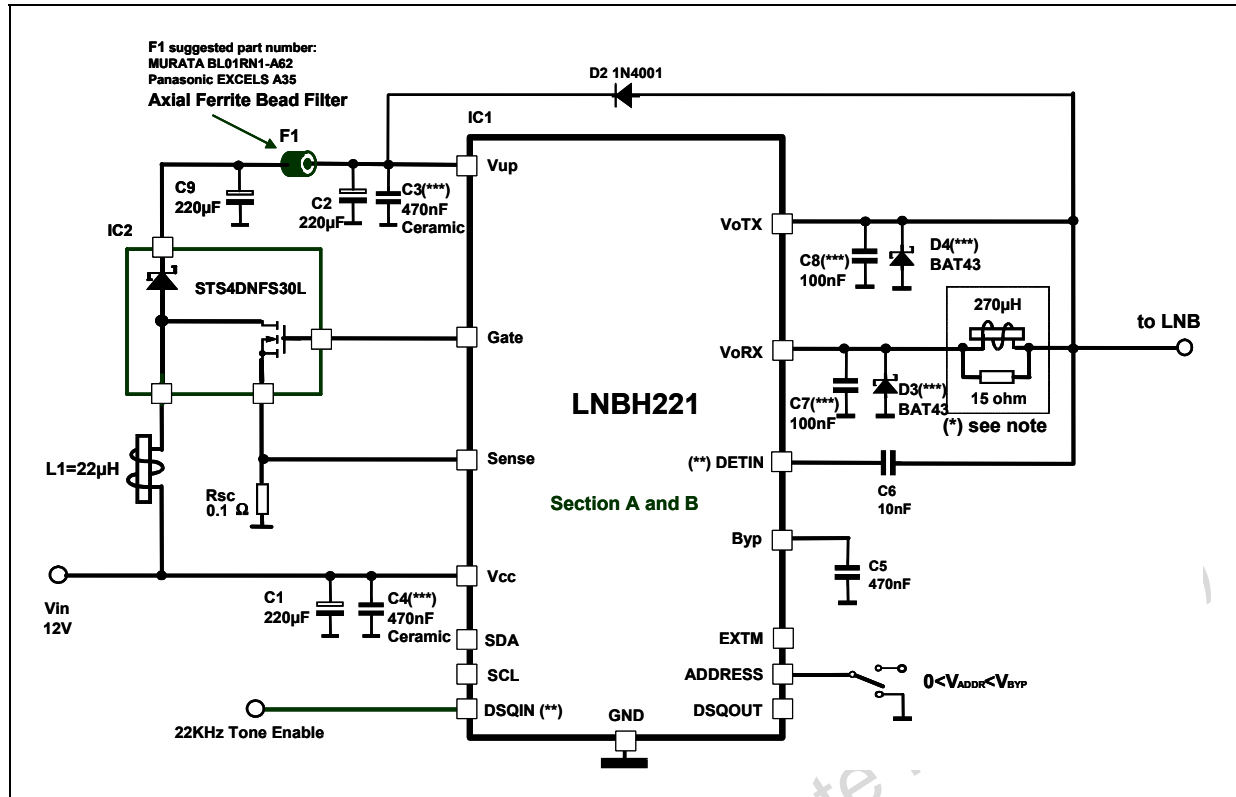 F1 suggested part number:
MURATA BL01RN1-A62
Panasonic EXCELS A35
Axial Ferrite Bead Filter
D2 1N4001
IC1
F1
Vup
C9
220µF
C2
220µF
C3(***)
470nF
Ceramic
IC2
STS4DNFS30L
VoTX
C8(***)
100nF
D4(***)
BAT43
270µH
to LNB
Gate
VoRX
LNBH221
C7(***)
100nF
D3(***)
BAT43
15 ohm
(*) see note
L1=22µH
Sense
(**) DETIN
Rsc
0.1 Ω
Section A and B
C6
10nF
Byp
C5
470nF
Vcc
Vin
12V
C1
220µF
C4(***)
470nF
Ceramic
SDA
EXTM
SCL
ADDRESS
0<VADDR<VBYP
DSQIN (**)
DSQOUT
GND
22KHz Tone Enable